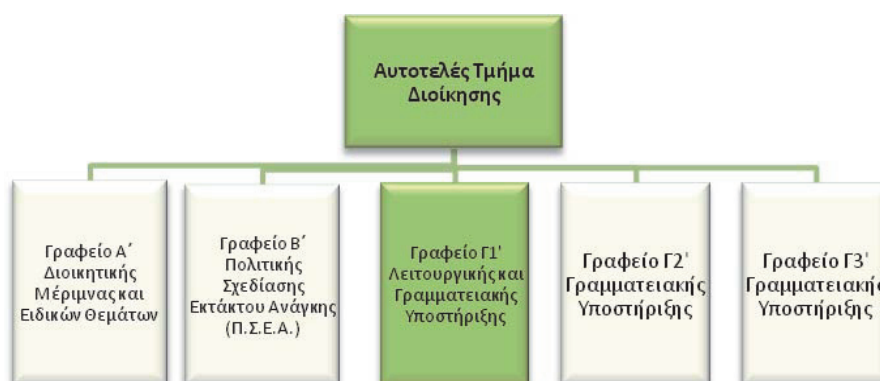 Αυτοτελές Τμήμα
Διοίκησης
Γραφείο Α΄
Διοικητικής
Μέριμνας και
Ειδικών Θεμάτων
Γραφείο Β΄
Πολιτικής
Σχεδίασης
Εκτάκτου Ανάγκης
(Π.Σ.Ε.Α.)
Γραφείο Γ1'
Λειτουργικής και
Γραμματειακής
Υποστήριξης
Γραφείο Γ2'
Γραμματειακής
Υποστήριξης
Γραφείο Γ3'
Γραμματειακής
Υποστήριξης